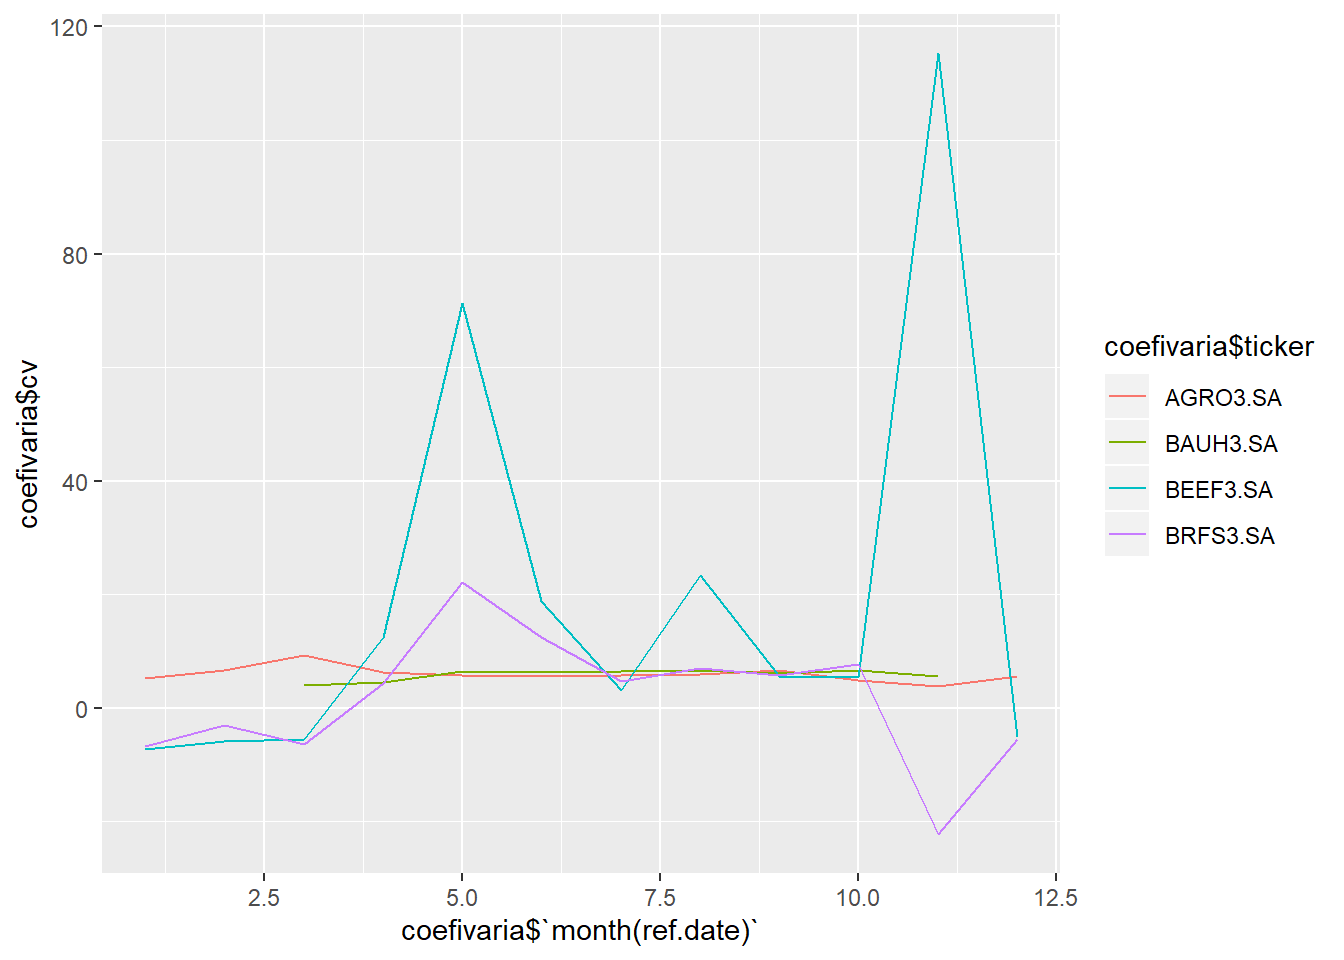 120
80
40
0
coefivaria$cv
2.5
5.0
7.5
10.0
12.5
coefivaria$`month(ref.date)`
coefivaria$ticker
AGRO3.SA
BAUH3.SA
BEEF3.SA
BRFS3.SA